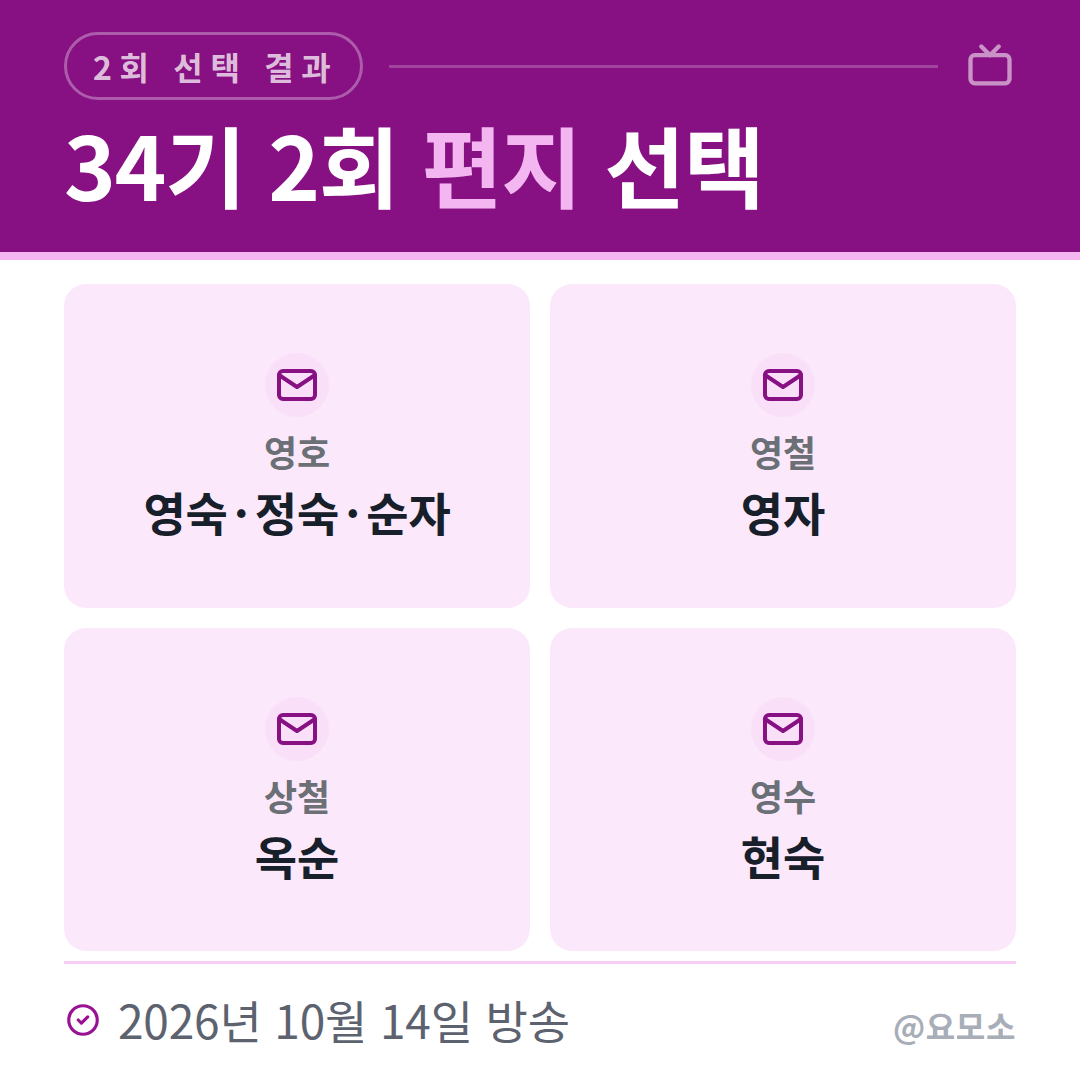 2회 선택 결과
34기 2회 편지 선택
영호
영숙·정숙·순자
영철
영자
상철
옥순
영수
현숙
2026년 10월 14일 방송
@요모소